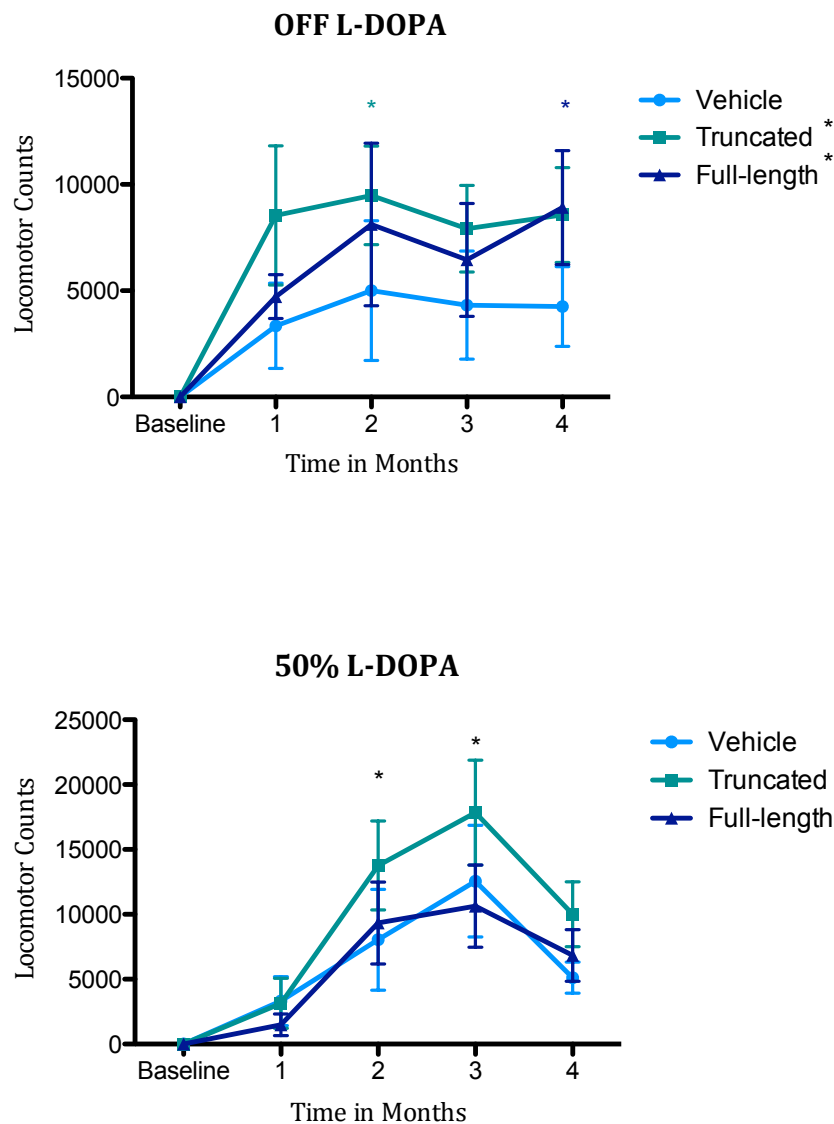 OFF L-DOPA
15000
10000
5000
0
Locomotor Counts
*
*
Baseline 1 2 3 4
Time in Months
Vehicle
Truncated *
Full-length *
50% L-DOPA
25000
20000
15000
10000
5000
0
Locomotor Counts
*
*
Baseline 1 2 3 4
Time in Months
Vehicle
Truncated
Full-length